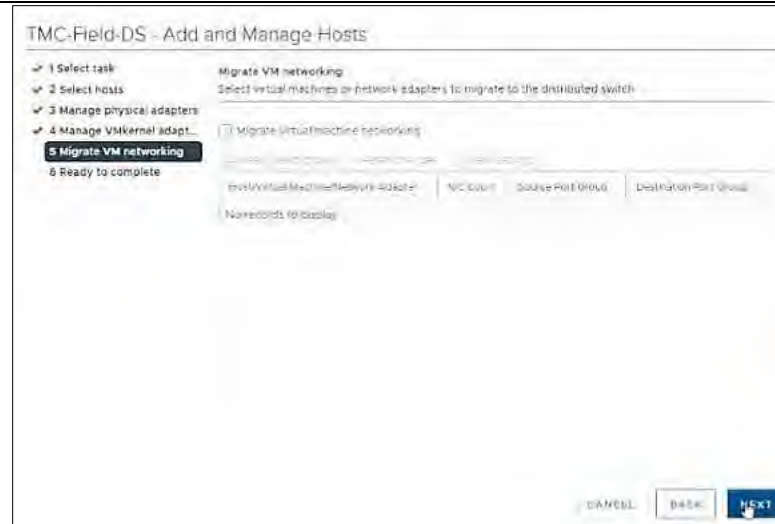 TMC-Field-DS - Add and Manage Hosts
1 Select task
2 Select hosts
3 Manage physical adapters
4 Manage VMkernel adapt...
5 Migrate VM networking
6 Ready to complete
Migrate VM networking
Select virtual machines or network adapters to migrate to the distributed switch
Migrate virtual machine networking
Host/Virtual Machine/Network Adapter NIC count Source Port Group Destination Port Group
No records to display
CANCEL BACK NEXT